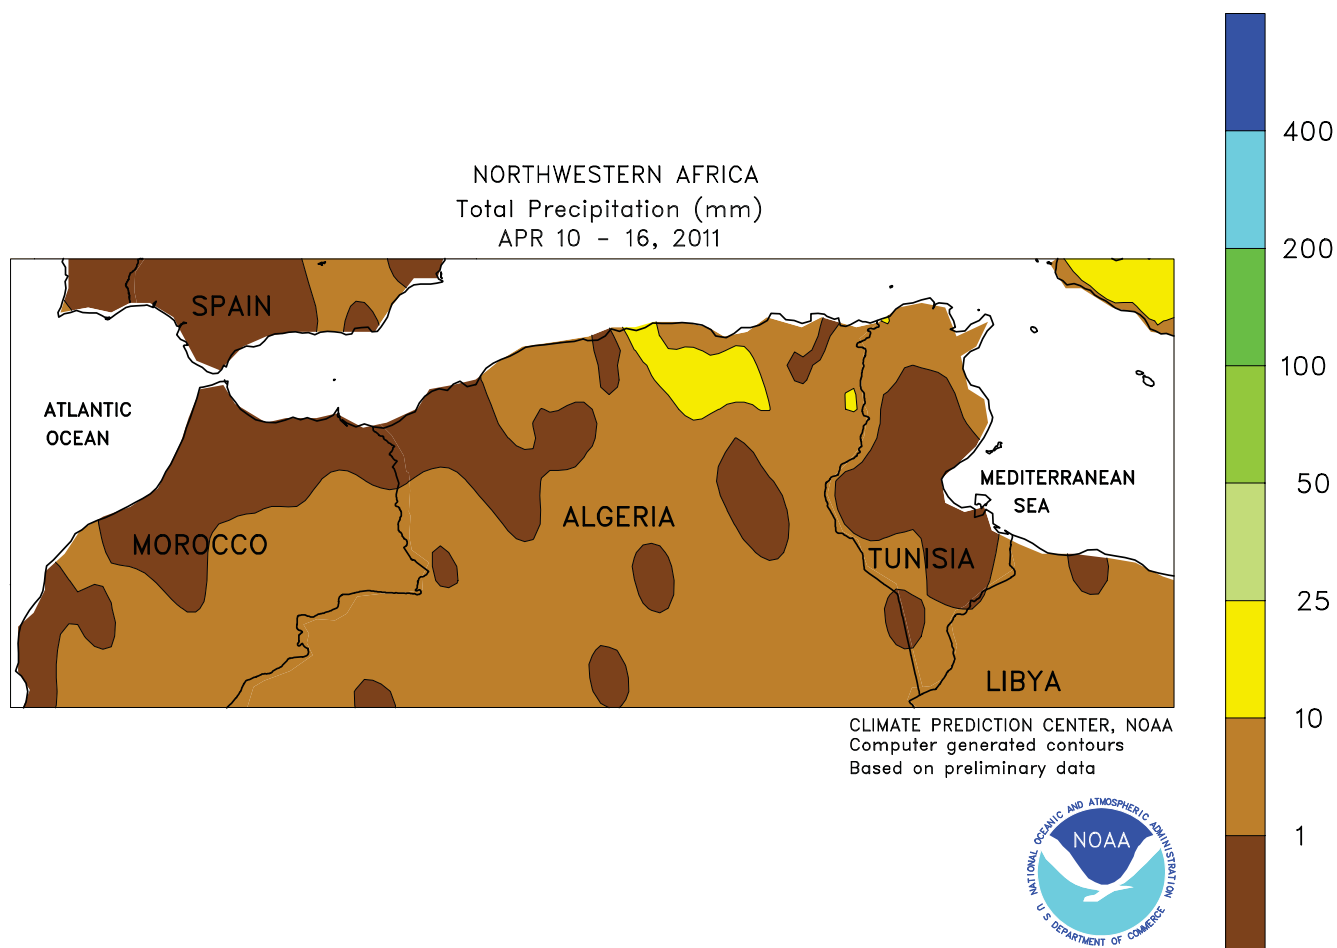 NORTHWESTERN AFRICA
Total Precipitation (mm)
APR 10 – 16, 2011
SPAIN
ATLANTIC
OCEAN
MEDITERRANEAN
SEA
ALGERIA
MOROCCO
TUNISIA
LIBYA
400
200
100
50
25
10
1
CLIMATE PREDICTION CENTER, NOAA
Computer generated contours
Based on preliminary data
NATIONAL OCEANIC AND ATMOSPHERIC ADMINISTRATION
NOAA
U S DEPARTMENT OF COMMERCE